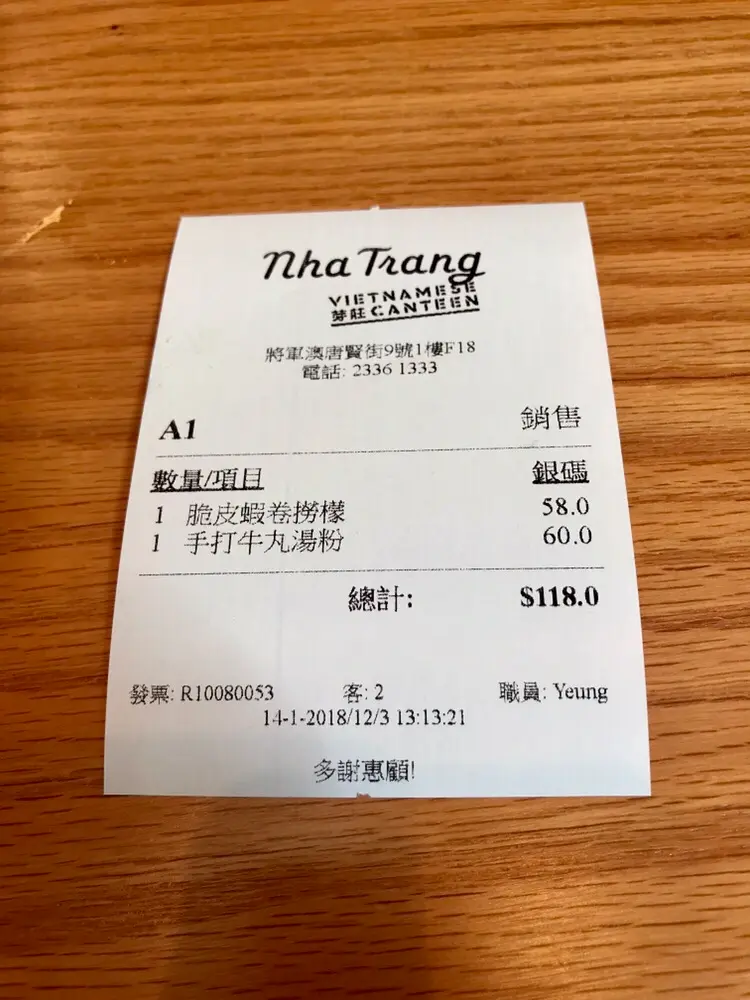 Nha Trang
VIETNAMESE
芽莊 CANTEEN
將軍澳唐賢街9號1樓F18
電話: 2336 1333
A1 銷售
數量/項目 銀碼
1 脆皮蝦卷撈檬 58.0
1 手打牛丸湯粉 60.0
總計: $118.0
發票: R10080053 客: 2 職員: Yeung
14-1-2018/12/3 13:13:21
多謝惠顧!